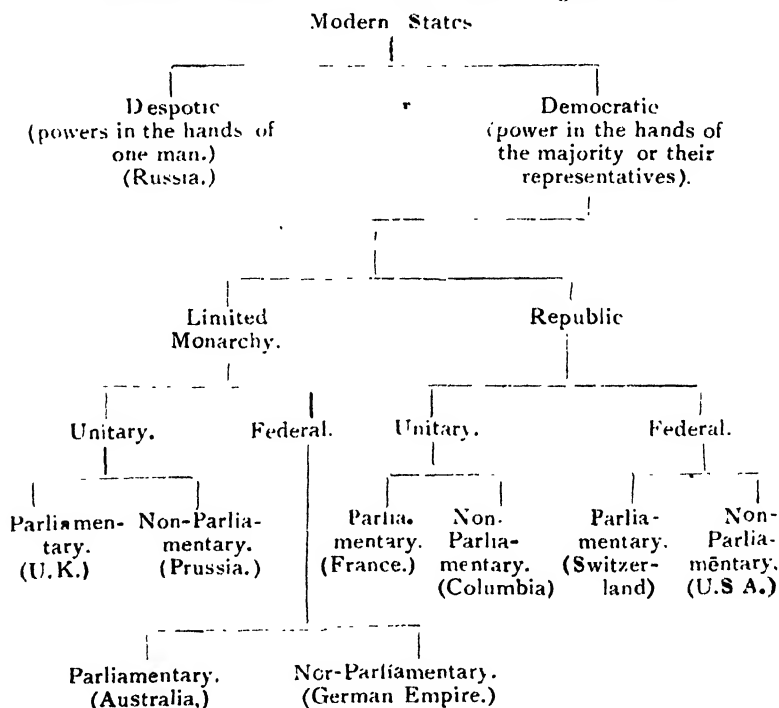 Modern States
Despotic
(powers in the hands of
one man.)
(Russia.)
Democratic
(power in the hands of
the majority or their
representatives).
Limited
Monarchy.
Republic
Unitary.
Federal.
Unitary.
Federal.
Parliamen-
tary.
(U.K.)
Non-Parlia-
mentary.
(Prussia.)
Parlia.
mentary.
(France.)
Non-
Parlia-
mentary.
(Columbia)
Parlia-
mentary.
(Switzer-
land)
Non-
Parlia-
mēntary.
(U.S A.)
Parliamentary.
(Australia,)
Nor-Parliamentary.
(German Empire.)